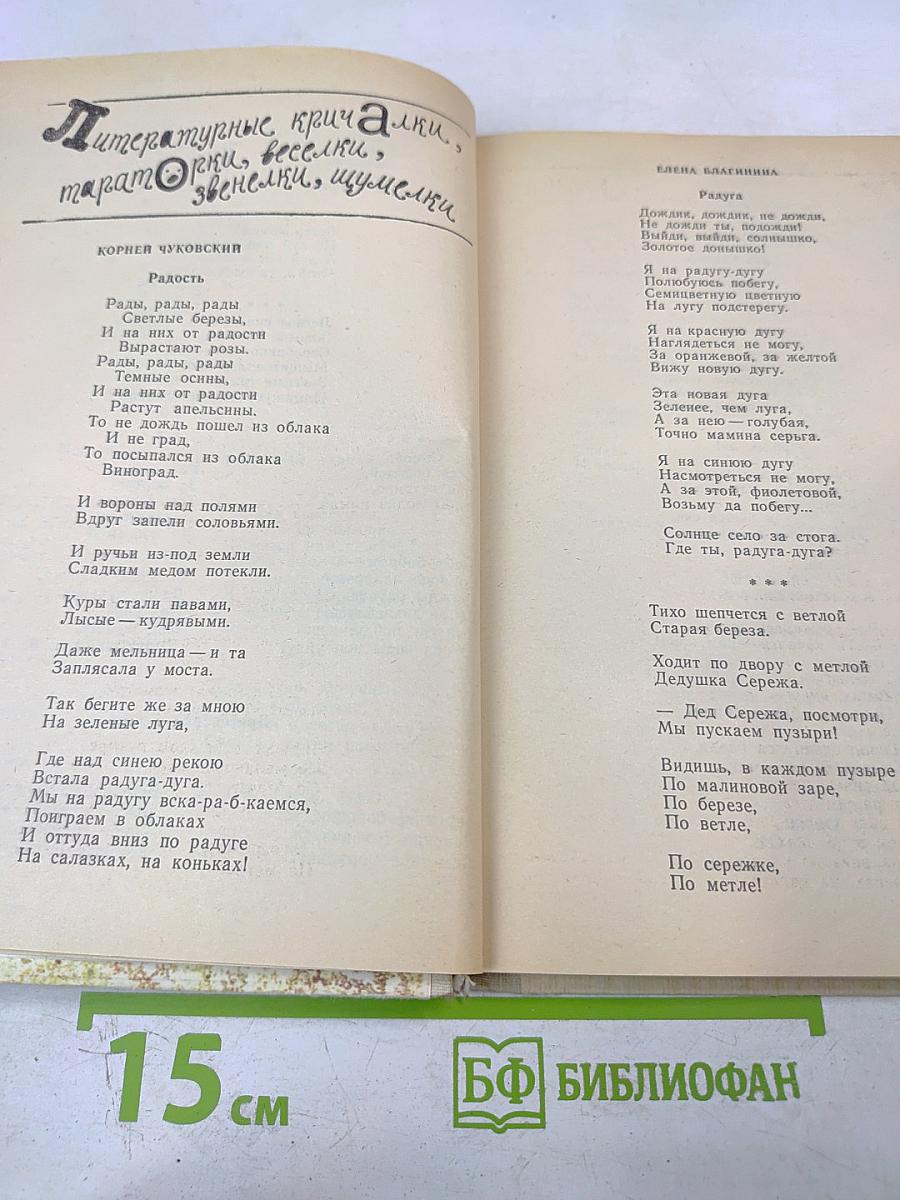 Литературные кричАлки,
тараторки, веселки,
звенелки, щумелки
КОРНЕЙ ЧУКОВСКИЙ
Радость
Рады, рады, рады
Светлые березы,
И на них от радости
Вырастают розы.
Рады, рады, рады
Темные осины,
И на них от радости
Растут апельсины.
То не дождь пошел из облака
И не град,
То посыпался из облака
Виноград.
И вороны над полями
Вдруг запели соловьями.
И ручьи из-под земли
Сладким медом потекли.
Куры стали павами,
Лысые — кудрявыми.
Даже мельница — и та
Заплясала у моста.
Так бегите же за мною
На зеленые луга,
Где над синею рекою
Встала радуга-дуга.
Мы на радугу вска-ра-б-каемся,
Поиграем в облаках
И оттуда вниз по радуге
На салазках, на коньках!
ЕЛЕНА БЛАГИНИНА
Радуга
Дождик, дождик, не дожди,
Не дожди ты, подожди!
Выйди, выйди, солнышко,
Золотое донышко!
Я на радугу-дугу
Полюбуюсь побегу,
Семицветную цветную
На лугу подстерегу.
Я на красную дугу
Наглядеться не могу,
За оранжевой, за желтой
Вижу новую дугу.
Эта новая дуга
Зеленее, чем луга,
А за нею — голубая,
Точно мамина серьга.
Я на синюю дугу
Насмотреться не могу,
А за этой, фиолетовой,
Возьму да побегу...
Солнце село за стога.
Где ты, радуга-дуга?
* * *
Тихо шепчется с ветлой
Старая береза.
Ходит по двору с метлой
Дедушка Сережа.
— Дед Сережа, посмотри,
Мы пускаем пузыри!
Видишь, в каждом пузыре
По малиновой заре,
По березе,
По ветле,
По сережке,
По метле!
15 см
БФ БИБЛИОФАН